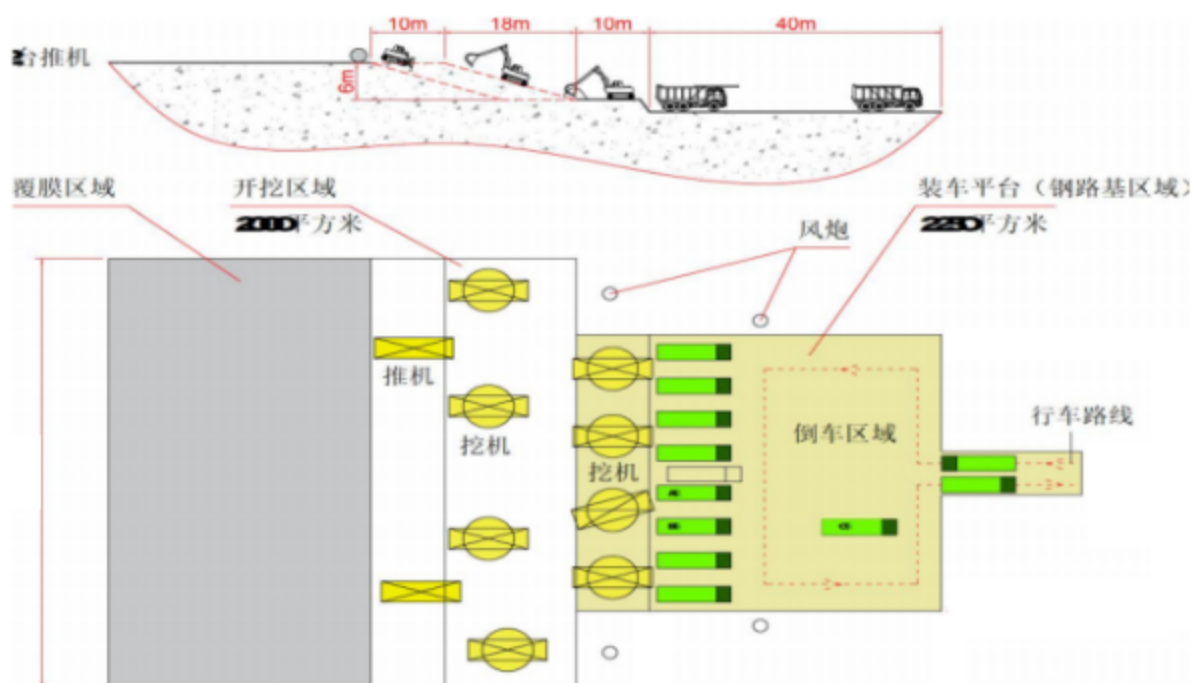 10m 18m 10m 40m
台推机
6m
覆膜区域
开挖区域
平方米
装车平台（钢路基区域）
平方米
风炮
推机
挖机
挖机
倒车区域
行车路线